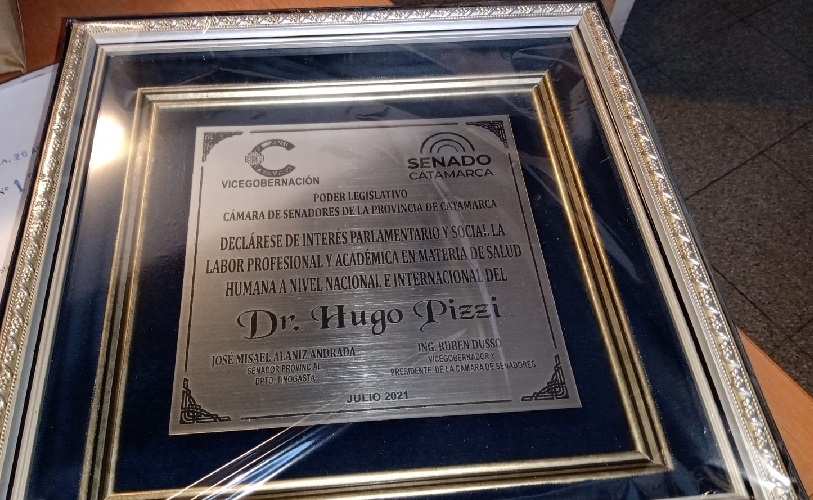 VICEGOBERNACIÓN
SENADO
CATAMARCA
PODER LEGISLATIVO
CÁMARA DE SENADORES DE LA PROVINCIA DE CATAMARCA
DECLÁRESE DE INTERÉS PARLAMENTARIO Y SOCIAL LA
LABOR PROFESIONAL Y ACADÉMICA EN MATERIA DE SALUD
HUMANA A NIVEL NACIONAL E INTERNACIONAL DEL
Dr. Hugo Pizzi
JOSÉ MISAEL ALANIZ ANDRADA
SENADOR PROVINCIAL
DPTO.
ING. RUBÉN DUSSO
VICEGOBERNADOR Y
PRESIDENTE DE LA CÁMARA DE SENADORES
JULIO 2021